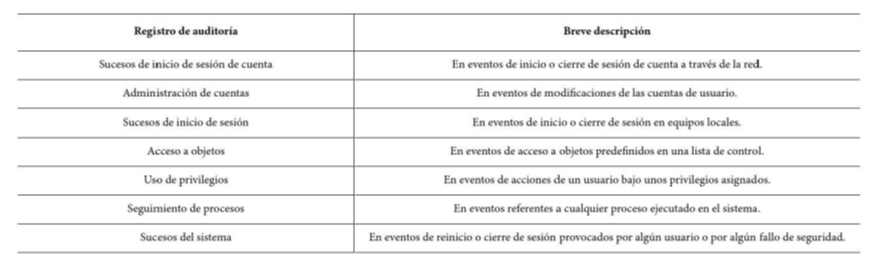 Registro de auditoría Breve descripción
Sucesos de inicio de sesión de cuenta En eventos de inicio o cierre de sesión de cuenta a través de la red.
Administración de cuentas En eventos de modificaciones de las cuentas de usuario.
Sucesos de inicio de sesión En eventos de inicio o cierre de sesión en equipos locales.
Acceso a objetos En eventos de acceso a objetos predefinidos en una lista de control.
Uso de privilegios En eventos de acciones de un usuario bajo unos privilegios asignados.
Seguimiento de procesos En eventos referentes a cualquier proceso ejecutado en el sistema.
Sucesos del sistema En eventos de reinicio o cierre de sesión provocados por algún usuario o por algún fallo de seguridad.